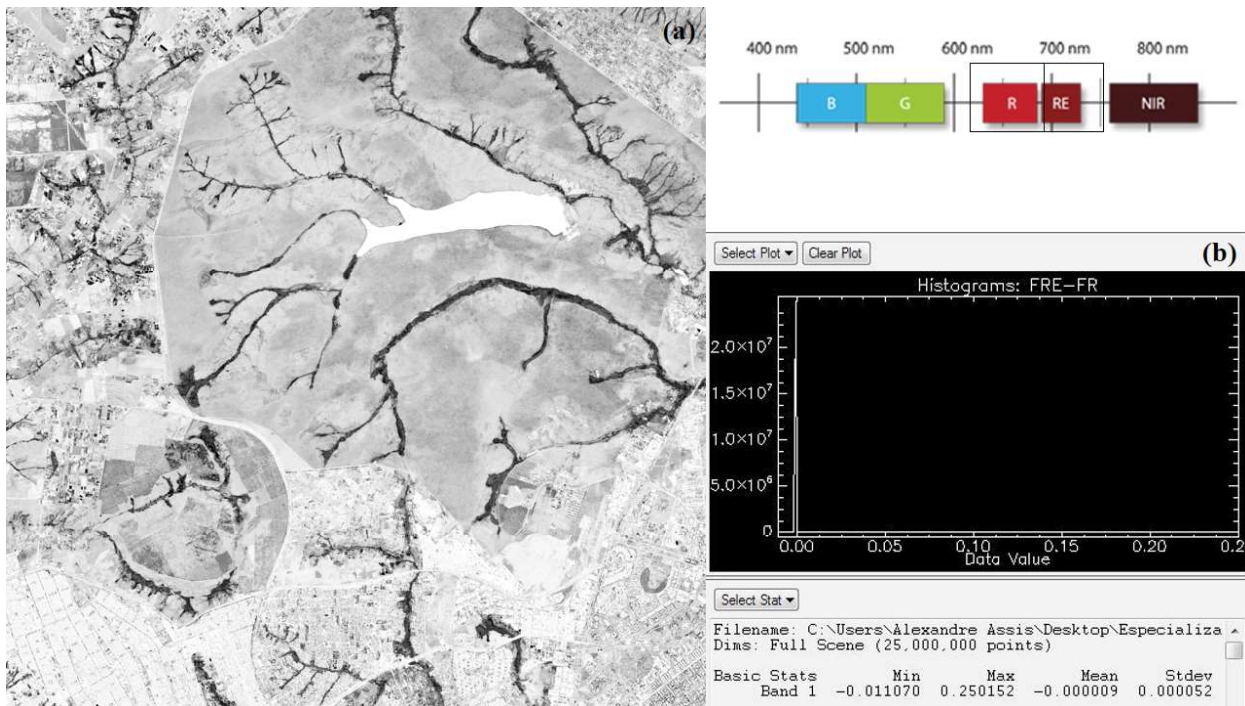 (a)
400 nm 500 nm 600 nm 700 nm 800 nm
B G R RE NIR
Select Plot Clear Plot (b)
Histograms: FRE-FR
2.0×10⁷
1.5×10⁷
1.0×10⁷
5.0×10⁶
0
0.00 0.05 0.10 0.15 0.20 0.2
Data Value
Select Stat
Filename: C:\Users\Alexandre Assis\Desktop\Especializa
Dims: Full Scene (25,000,000 points)
Basic Stats Min Max Mean Stdev
Band 1 -0.011070 0.250152 -0.000009 0.000052